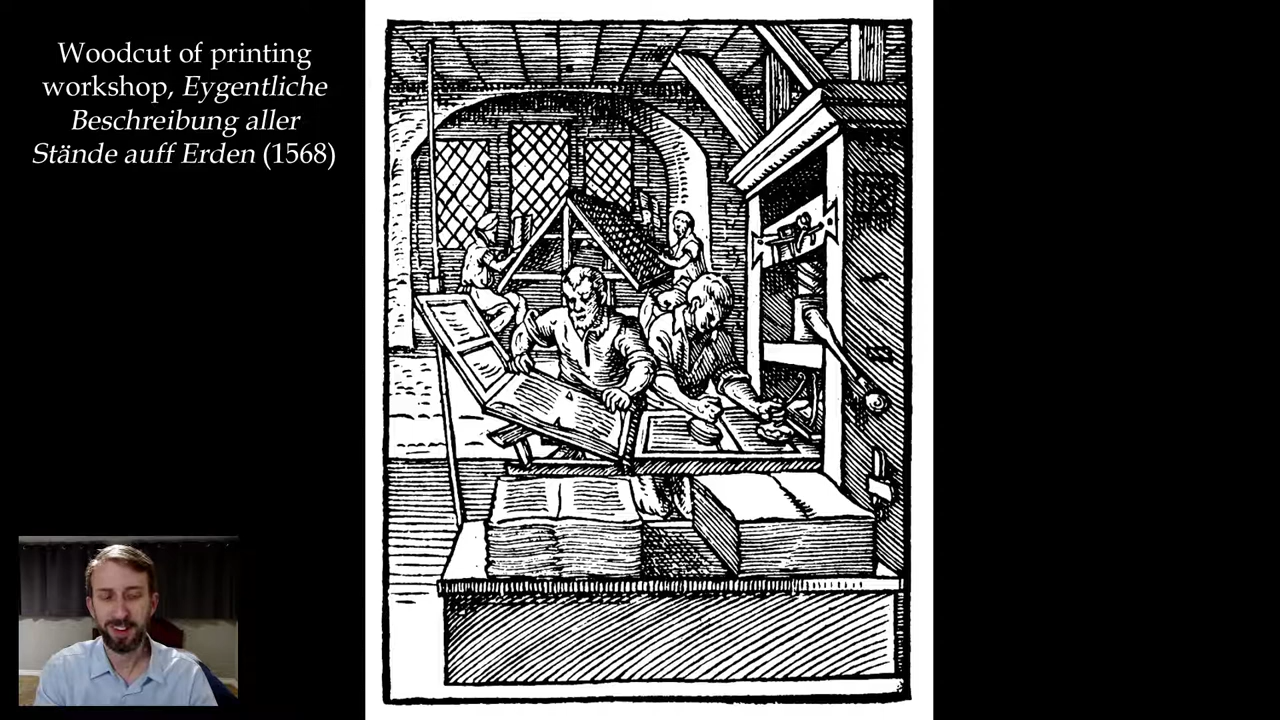 Woodcut of printing
workshop, Eygentliche
Beschreibung aller
Stände auff Erden (1568)